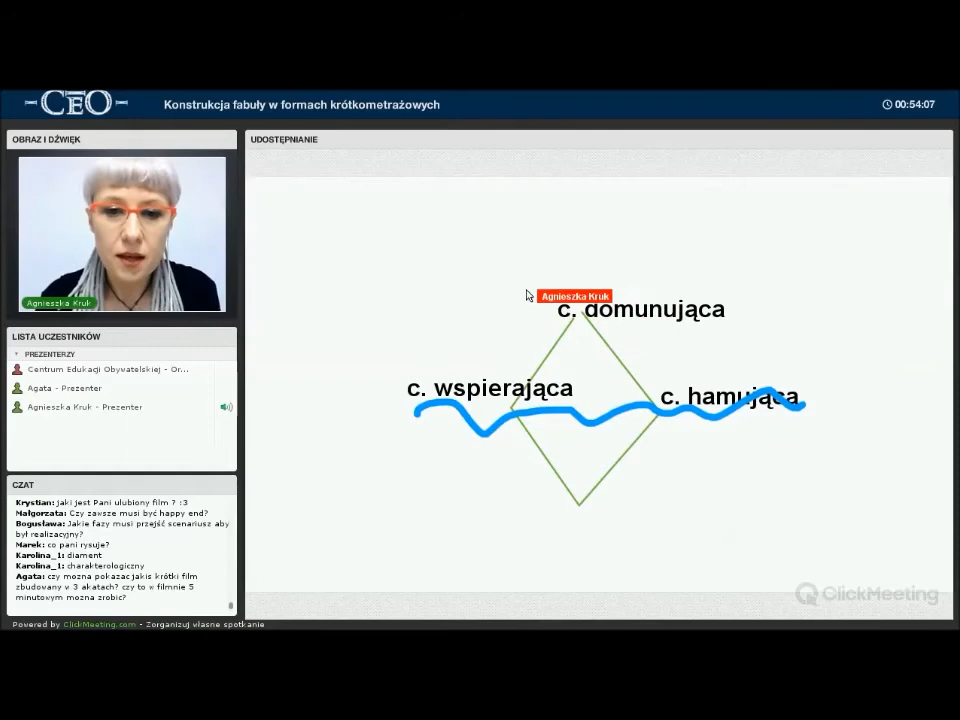 CEO
Konstrukcja fabuły w formach krótkometrażowych
00:54:07
OBRAZ I DŹWIĘK
Agnieszka Kruk
LISTA UCZESTNIKÓW
PREZENTERZY
Centrum Edukacji Obywatelskiej - Or...
Agata - Prezenter
Agnieszka Kruk - Prezenter
CZAT
Krystian: jaki jest Pani ulubiony film ? :3
Małgorzata: Czy zawsze musi być happy end?
Bogusława: Jakie fazy musi przejść scenariusz aby
był realizacyjny?
Marek: co pani rysuje?
Karolina_1: diament
Karolina_1: charakterologiczny
Agata: czy mozna pokazac jakis krótki film
zbudowany w 3 akatach? czy to w filmnie 5
minutowym mozna zrobic?
UDOSTĘPNIANIE
Agnieszka Kruk
c. domunująca
c. wspierająca
c. hamująca
ClickMeeting
Powered by ClickMeeting.com - Zorganizuj własne spotkanie